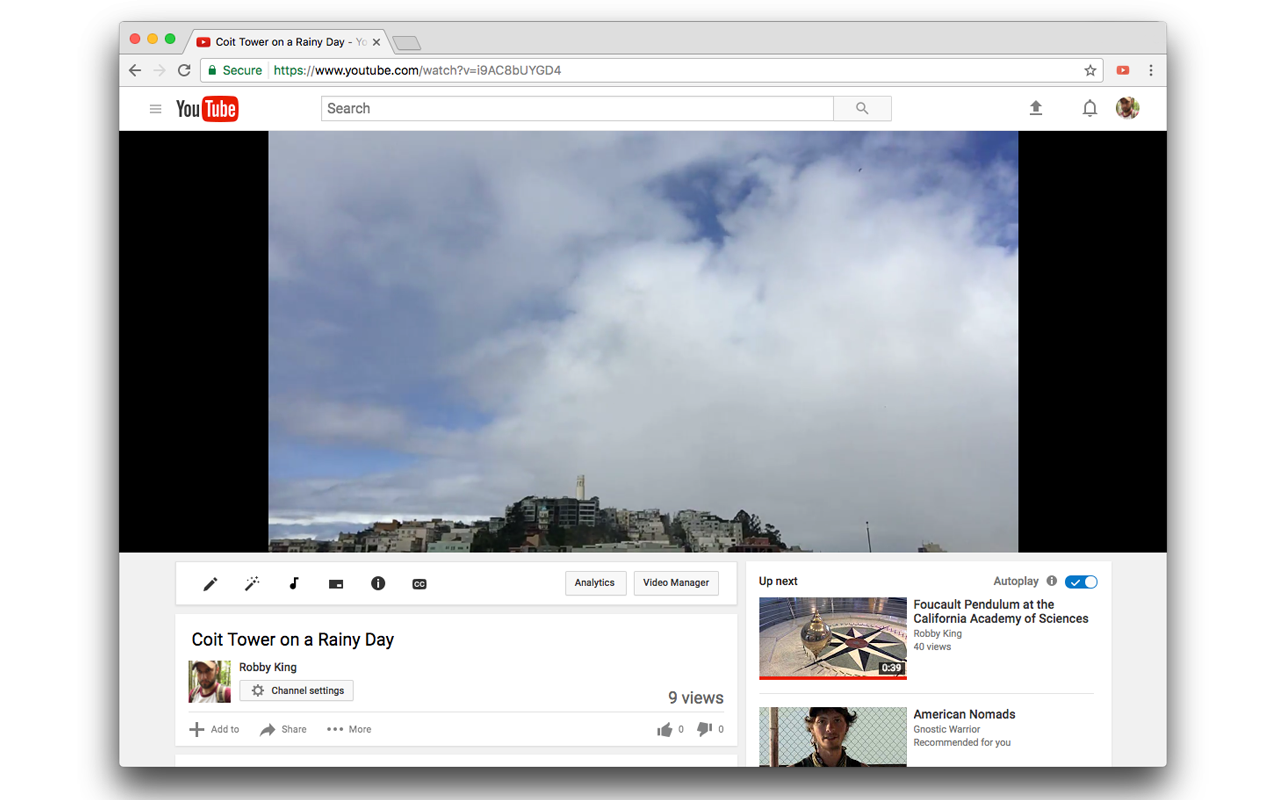 Coit Tower on a Rainy Day - Yo
Secure https://www.youtube.com/watch?v=i9AC8bUYGD4
YouTube
Search
CC
Analytics
Video Manager
Coit Tower on a Rainy Day
Robby King
Channel settings
9 views
Add to
Share
More
0
0
Up next
Autoplay
0:39
Foucault Pendulum at the
California Academy of Sciences
Robby King
40 views
American Nomads
Gnostic Warrior
Recommended for you